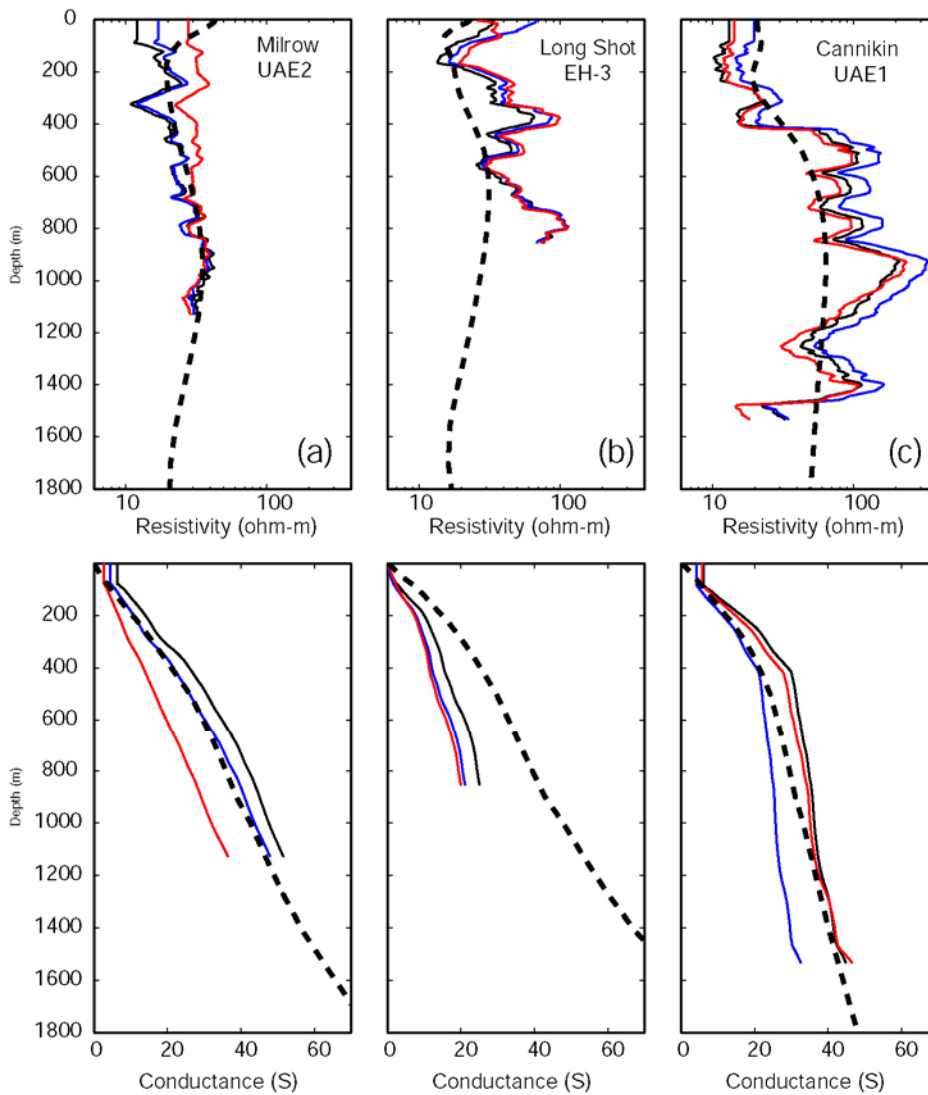 Milrow
UAE2
Long Shot
EH-3
Cannikin
UAE1
0
200
400
600
800
1000
1200
1400
1600
1800
Depth (m)
(a)
(b)
(c)
10 100
10 100
10 100
Resistivity (ohm-m)
Resistivity (ohm-m)
Resistivity (ohm-m)
200
400
600
800
1000
1200
1400
1600
1800
Depth (m)
0 20 40 60
0 20 40 60
0 20 40 60
Conductance (S)
Conductance (S)
Conductance (S)